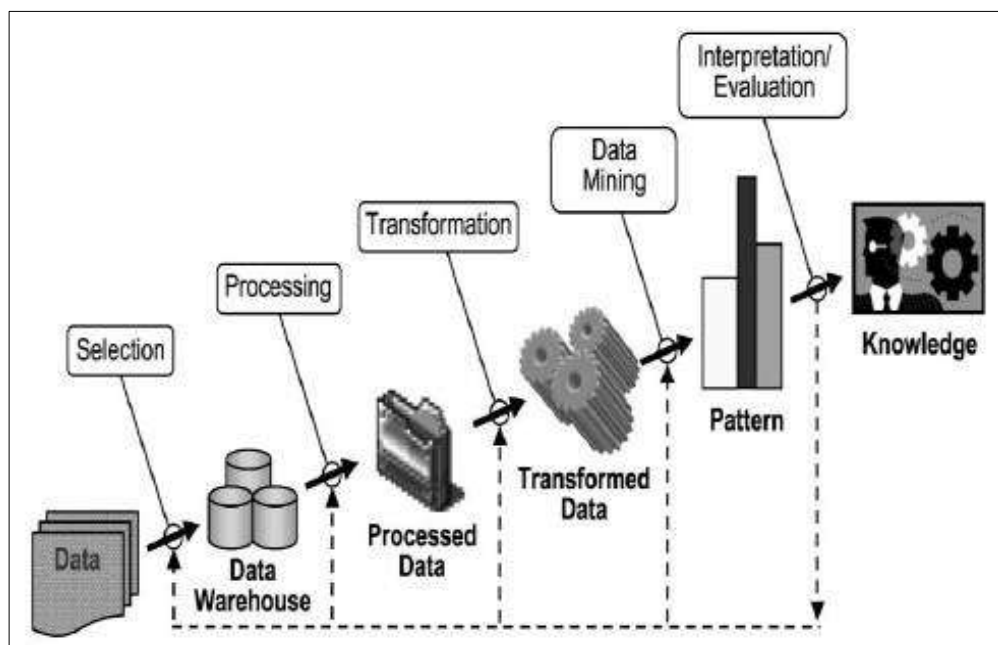 Interpretation/
Evaluation
Data
Mining
Transformation
Processing
Selection
Knowledge
Pattern
Transformed
Data
Processed
Data
Data
Warehouse
Data